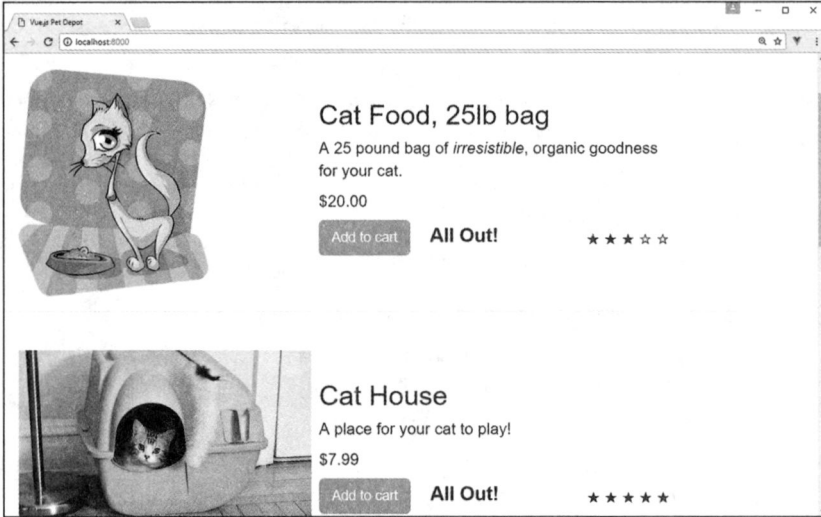 Vue.js Pet Depot
localhost:8000
Cat Food, 25lb bag
A 25 pound bag of irresistible, organic goodness
for your cat.
$20.00
Add to cart All Out! ★★★☆☆
Cat House
A place for your cat to play!
$7.99
Add to cart All Out! ★★★★★